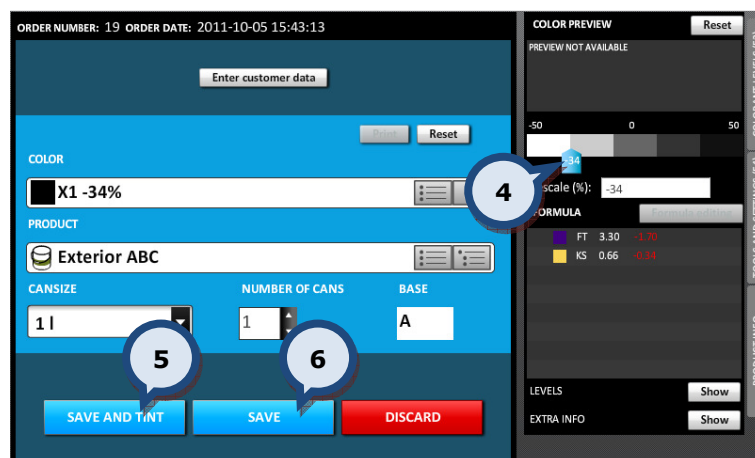 ORDER NUMBER: 19 ORDER DATE: 2011-10-05 15:43:13
Enter customer data
Print Reset
COLOR
X1 -34%
PRODUCT
Exterior ABC
CANSIZE NUMBER OF CANS BASE
1 l 1 A
5 6
SAVE AND TINT SAVE DISCARD
COLOR PREVIEW Reset
PREVIEW NOT AVAILABLE
-50 0 50
-34
4
scale (%): -34
FORMULA Formula editing
FT 3.30 -1.70
KS 0.66 -0.34
LEVELS Show
EXTRA INFO Show
PRODUCT INFO